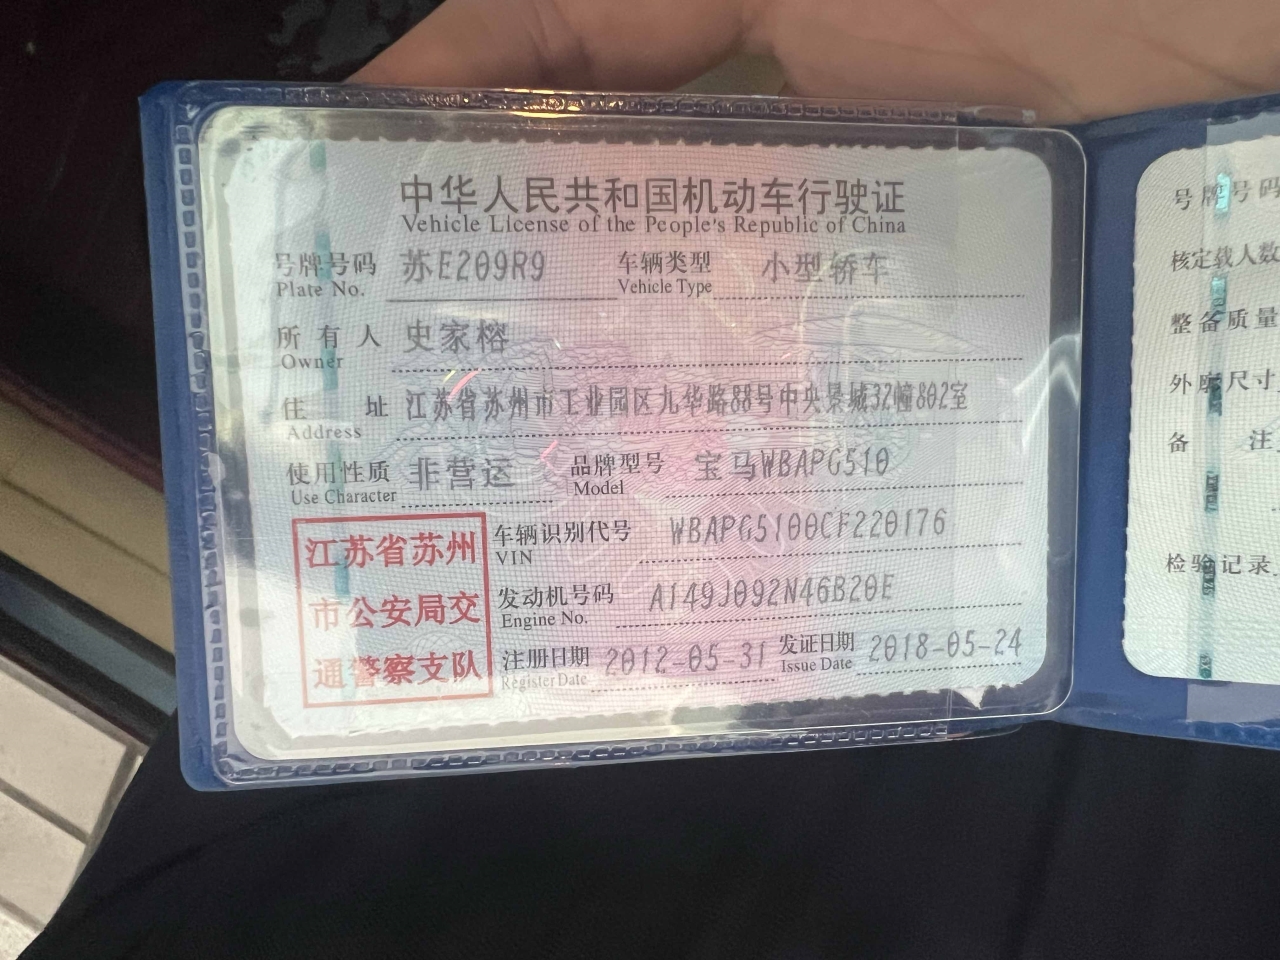 中华人民共和国机动车行驶证
Vehicle License of the People's Republic of China
号牌号码 苏E209R9 车辆类型 小型轿车
Plate No. Vehicle Type
所有人 史家榕
Owner
住址 江苏省苏州市工业园区九华路88号中央景城32幢802室
Address
使用性质 非营运 品牌型号 宝马WBAPG510
Use Character Model
江苏省苏州
市公安局交
通警察支队
车辆识别代号 WBAPG5100CF220176
VIN
发动机号码 A149J092N46B20E
Engine No.
注册日期 2012-05-31 发证日期 2018-05-24
Register Date Issue Date
号牌号码
核定载人数
整备质量
外廓尺寸
备 注
检验记录